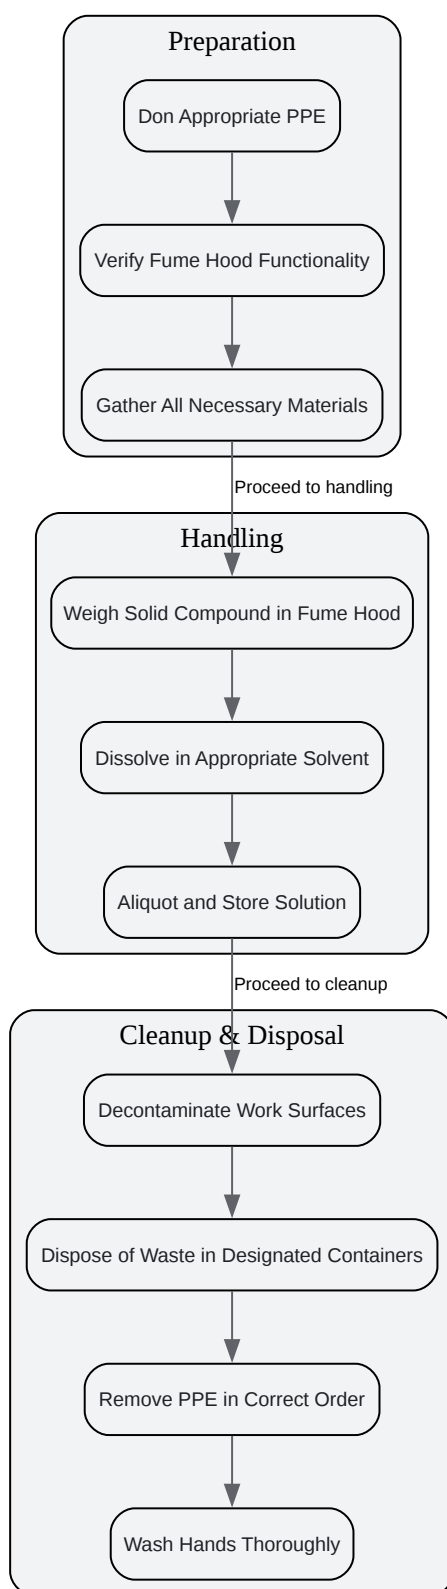 Preparation
Don Appropriate PPE
Verify Fume Hood Functionality
Gather All Necessary Materials
Proceed to handling
Handling
Weigh Solid Compound in Fume Hood
Dissolve in Appropriate Solvent
Aliquot and Store Solution
Proceed to cleanup
Cleanup & Disposal
Decontaminate Work Surfaces
Dispose of Waste in Designated Containers
Remove PPE in Correct Order
Wash Hands Thoroughly